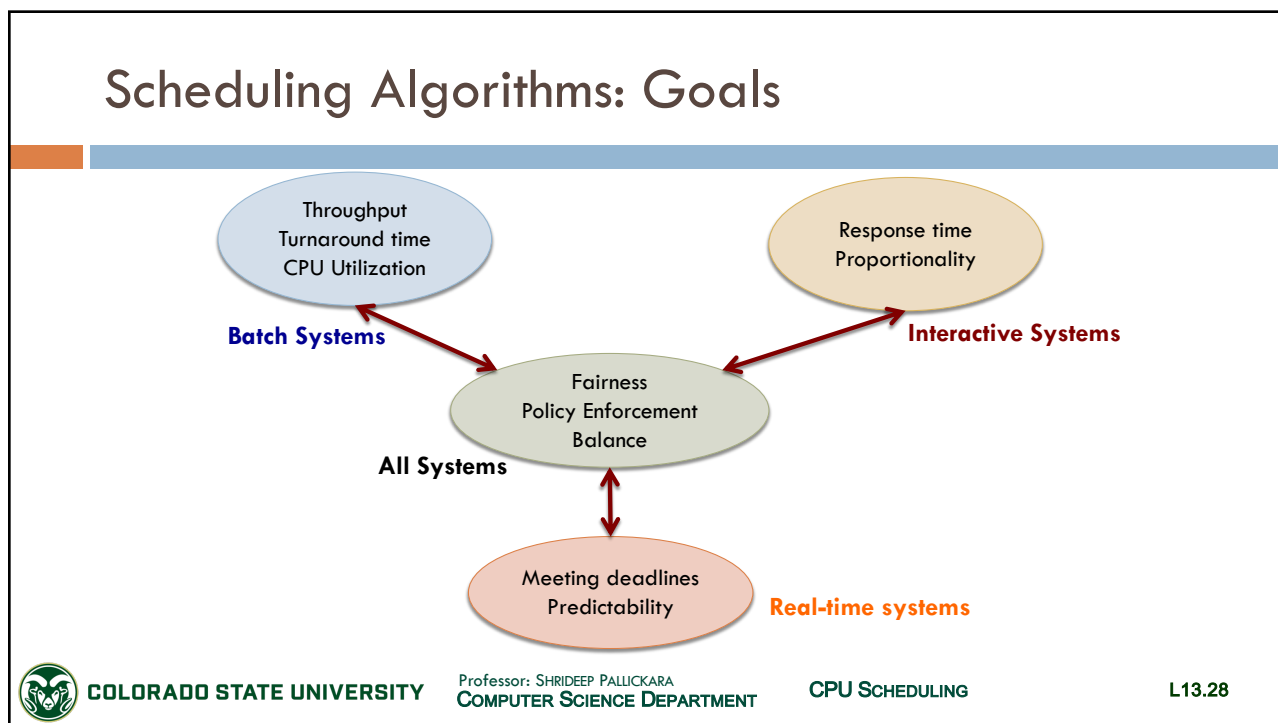 Scheduling Algorithms: Goals
Throughput
Turnaround time
CPU Utilization
Response time
Proportionality
Batch Systems
Interactive Systems
Fairness
Policy Enforcement
Balance
All Systems
Meeting deadlines
Predictability
Real-time systems
COLORADO STATE UNIVERSITY
Professor: SHRIDEEP PALLICKARA
COMPUTER SCIENCE DEPARTMENT
CPU SCHEDULING
L13.28